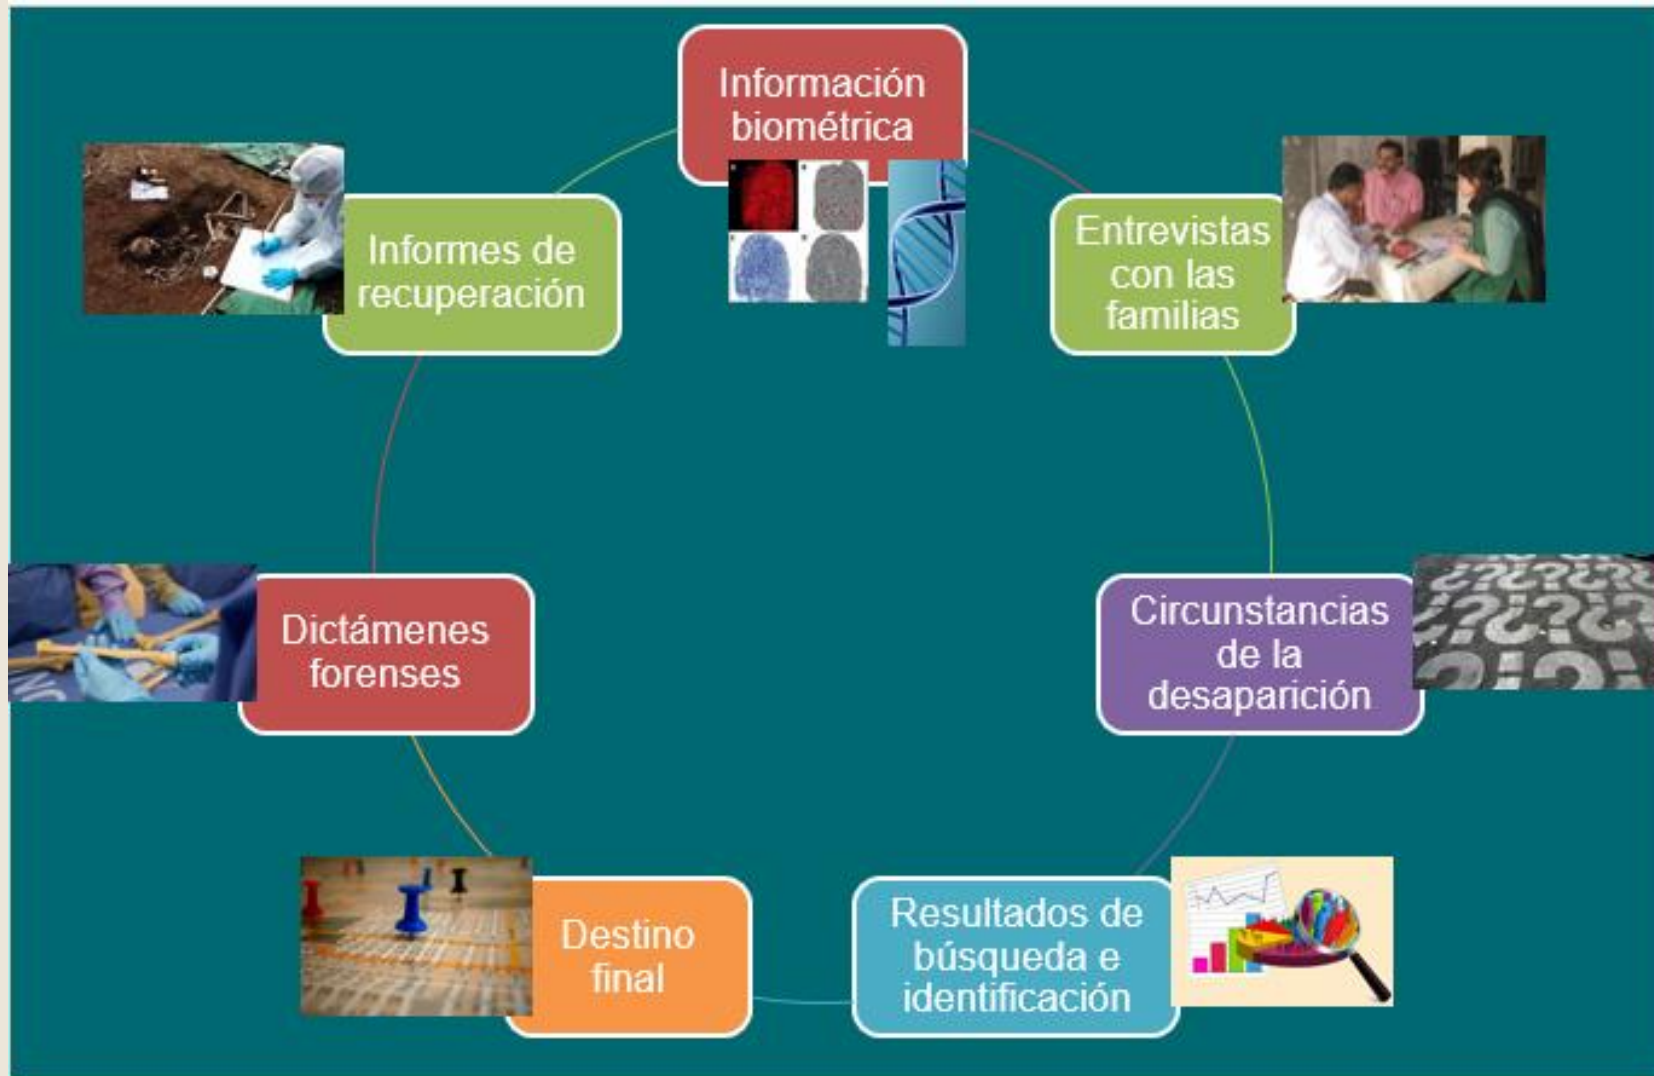 Información
biométrica
Entrevistas
con las
familias
Circunstancias
de la
desaparición
Resultados de
búsqueda e
identificación
Destino
final
Dictámenes
forenses
Informes de
recuperación